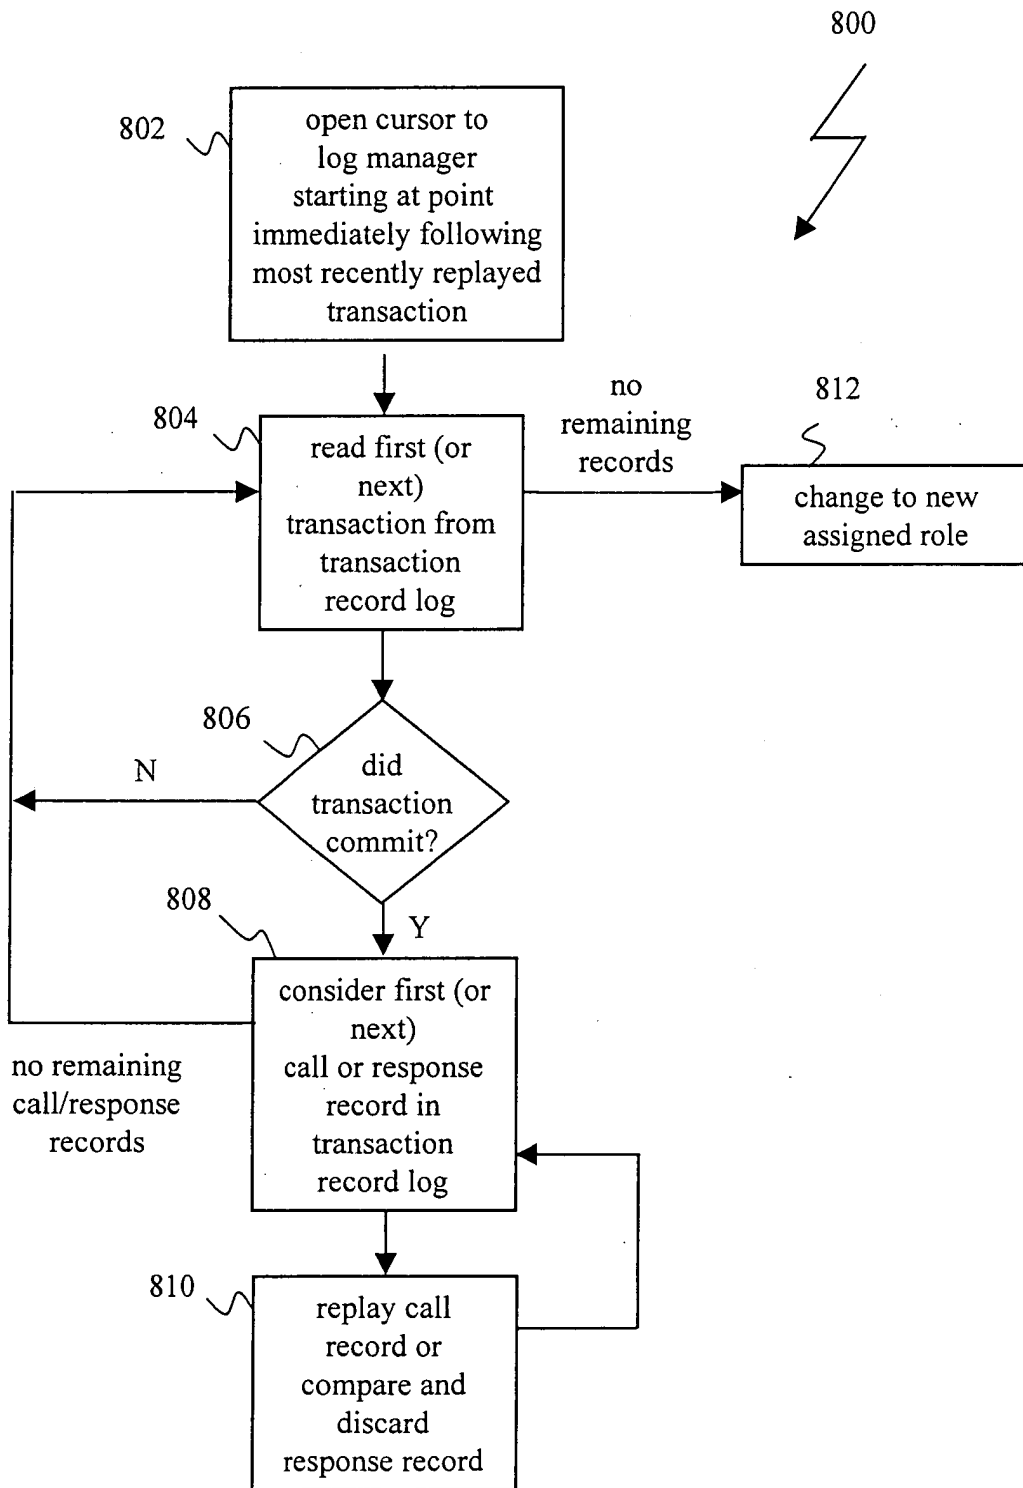 800
802
open cursor to
log manager
starting at point
immediately following
most recently replayed
transaction
804
read first (or
next)
transaction from
transaction
record log
no
remaining
records
812
change to new
assigned role
806
did
transaction
commit?
N
Y
808
consider first (or
next)
call or response
record in
transaction
record log
no remaining
call/response
records
810
replay call
record or
compare and
discard
response record